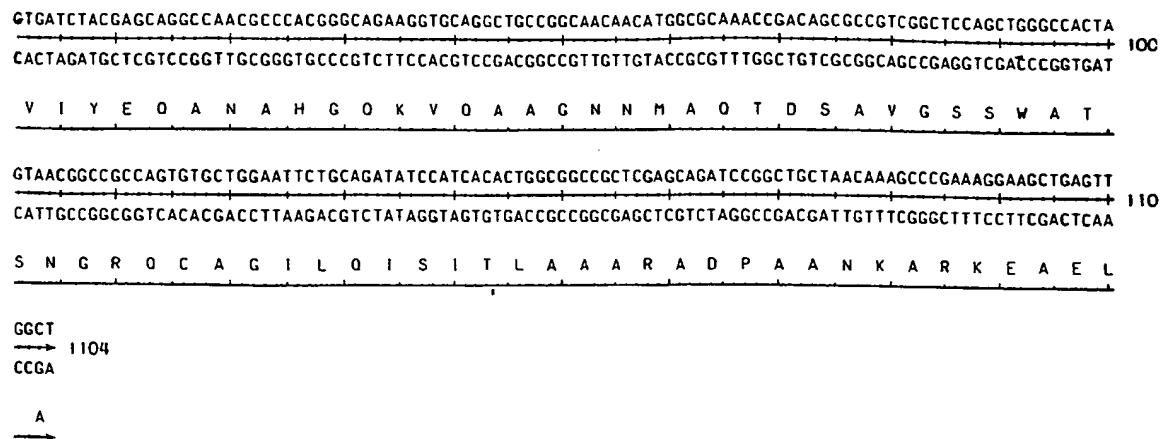 GTGATCTACGAGCAGGCCAACGCCCACGGGCAGAAGGTGCAGGCTGCCGGCAACAACATGGCGCAAACCGACAGCGCCGTCGGCTCCAGCTGGGCCACTA
100
CACTAGATGCTCGTCCGGTTGCGGGTGCCCGTCTTCCACGTCCGACGGCCGTTGTTGTACCGCGTTTGGCTGTCGCGGCAGCCGAGGTCGACCCGGTGAT
V I Y E Q A N A H G Q K V Q A A G N N M A Q T D S A V G S S W A T
GTAACGGCCGCCAGTGTGCTGGAATTCTGCAGATATCCATCACACTGGCGGCCGCTCGAGCAGATCCGGCTGCTAACAAAGCCCGAAAGGAAGCTGAGTT
110
CATTGCCGGCGGTCACACGACCTTAAGACGTCTATAGGTAGTGTGACCGCCGGCGAGCTCGTCTAGGCCGACGATTGTTTCGGGCTTTCCTTCGACTCAA
S N G R Q C A G I L Q I S I T L A A A R A D P A A N K A R K E A E L
GGCT
1104
CCGA
A